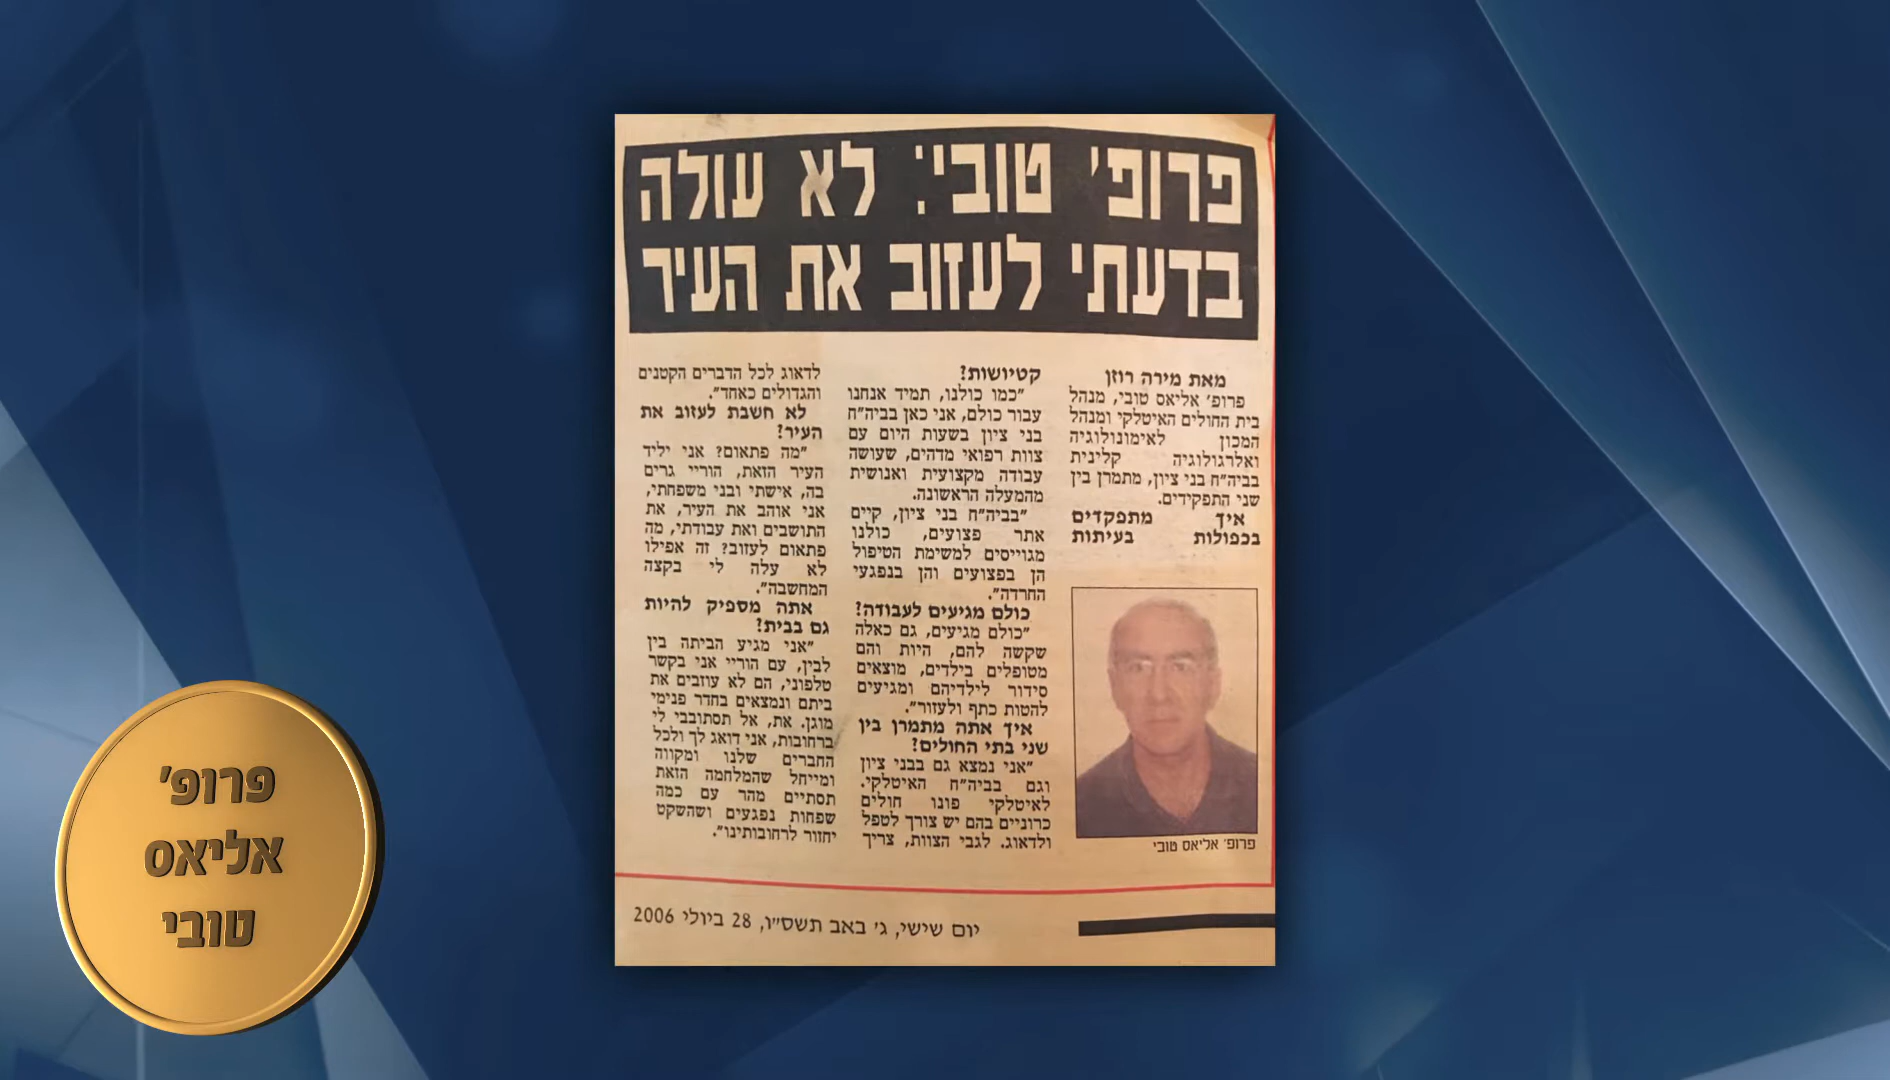 פרופ' טובי: לא עולה
בדעתי לעזוב את העיר
מאת מירה רוזן
פרופ' אליאס טובי, מנהל
בית החולים האיטלקי ומנהל
המכון לאימונולוגיה
ואלרגולוגיה קלינית
בביה"ח בני ציון, מתמרן בין
שני התפקידים.
איך מתפקדים
בכפולות בעיתות
פרופ' אליאס טובי
קטיושות?
"כמו כולנו, תמיד אנחנו
עבור כולם, אני כאן בביה"ח
בני ציון בשעות היום עם
צוות רפואי מדהים, שעושה
עבודה מקצועית ואנושית
מהמעלה הראשונה.
"בביה"ח בני ציון, קיים
אתר פצועים, כולנו
מגוייסים למשימת הטיפול
הן בפצועים והן בנפגעי
החרדה".
כולם מגיעים לעבודה?
"כולם מגיעים, גם כאלה
שקשה להם, היות והם
מטופלים בילדים, מוצאים
סידור לילדיהם ומגיעים
להטות כתף ולעזור".
איך אתה מתמרן בין
שני בתי החולים?
"אני נמצא גם בבני ציון
וגם בביה"ח האיטלקי.
לאיטלקי פונו חולים
כרוניים בהם יש צורך לטפל
ולדאוג. לגבי הצוות, צריך
לדאוג לכל הדברים הקטנים
והגדולים כאחד".
לא חשבת לעזוב את
העיר?
"מה פתאום? אני יליד
העיר הזאת, הוריי גרים
בה, אישתי ובני משפחתי,
אני אוהב את העיר, את
התושבים ואת עבודתי, מה
פתאום לעזוב? זה אפילו
לא עלה לי בקצה
המחשבה".
אתה מספיק להיות
גם בבית?
"אני מגיע הביתה בין
לבין, עם הוריי אני בקשר
טלפוני, הם לא עוזבים את
ביתם ונמצאים בחדר פנימי
מוגן. את, אל תסתובבי לי
ברחובות, אני דואג לך ולכל
החברים שלנו ומקווה
ומייחל שהמלחמה הזאת
תסתיים מהר עם כמה
שפחות נפגעים ושהשקט
יחזור לרחובותינו".
יום שישי, ג' באב תשס"ו, 28 ביולי 2006
פרופ'
אליאס
טובי